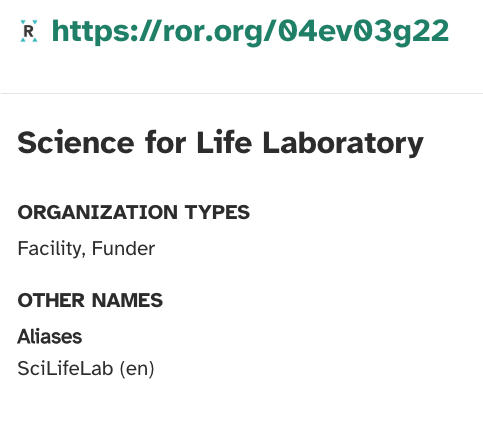 R https://ror.org/04ev03g22
Science for Life Laboratory
ORGANIZATION TYPES
Facility, Funder
OTHER NAMES
Aliases
SciLifeLab (en)